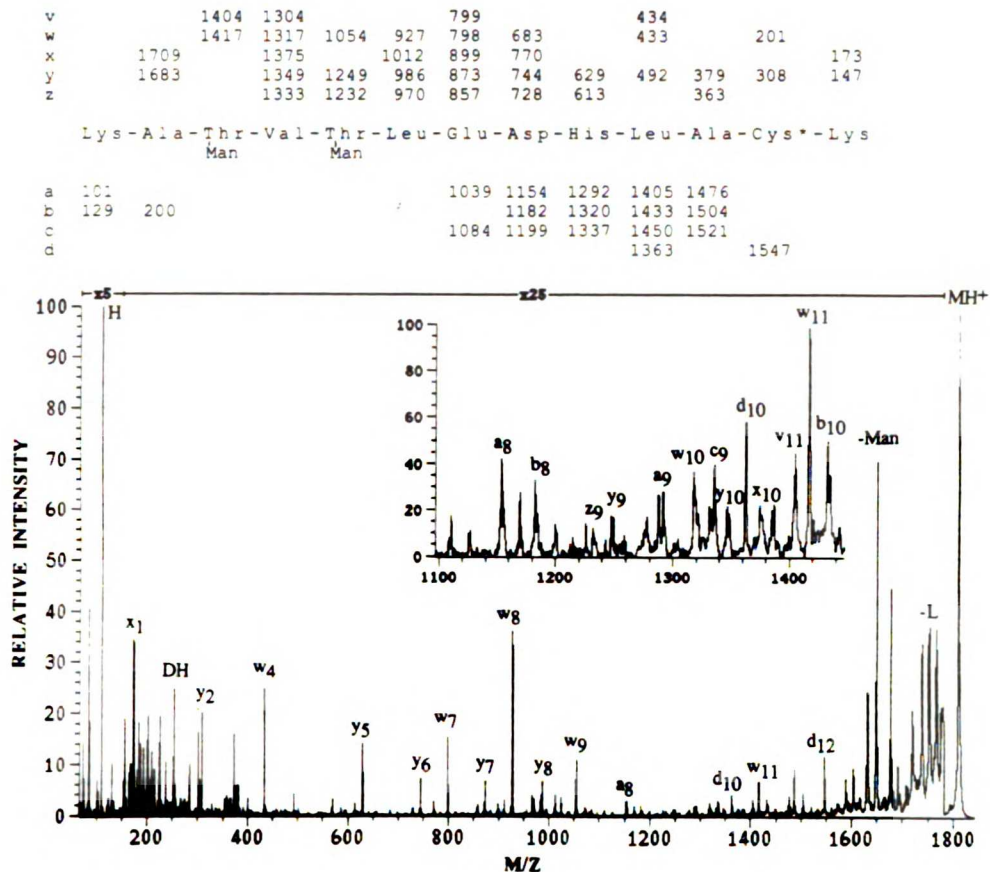 v 1404 1304 799 434
w 1417 1317 1054 927 798 683 433 201
x 1709 1375 1012 899 770 173
y 1683 1349 1249 986 873 744 629 492 379 308 147
z 1333 1232 970 857 728 613 363
Lys-Ala-Thr-Val-Thr-Leu-Glu-Asp-His-Leu-Ala-Cys*-Lys
Man Man
a 101 1039 1154 1292 1405 1476
b 129 200 1182 1320 1433 1504
c 1084 1199 1337 1450 1521
d 1363 1547
x5 x25
100 H MH+
90
80
70
60
50
40
30
20
10
0
RELATIVE INTENSITY
100
80
60
40
20
0
a8 b8 z9 y9 a9 w10 c9 y10 d10 x10 v11 w11 b10
1100 1200 1300 1400
-Man
-L
x1 DH y2 w4 y5 y6 w7 y7 w8 y8 w9 a8 d10 w11 d12
200 400 600 800 1000 1200 1400 1600 1800
M/Z